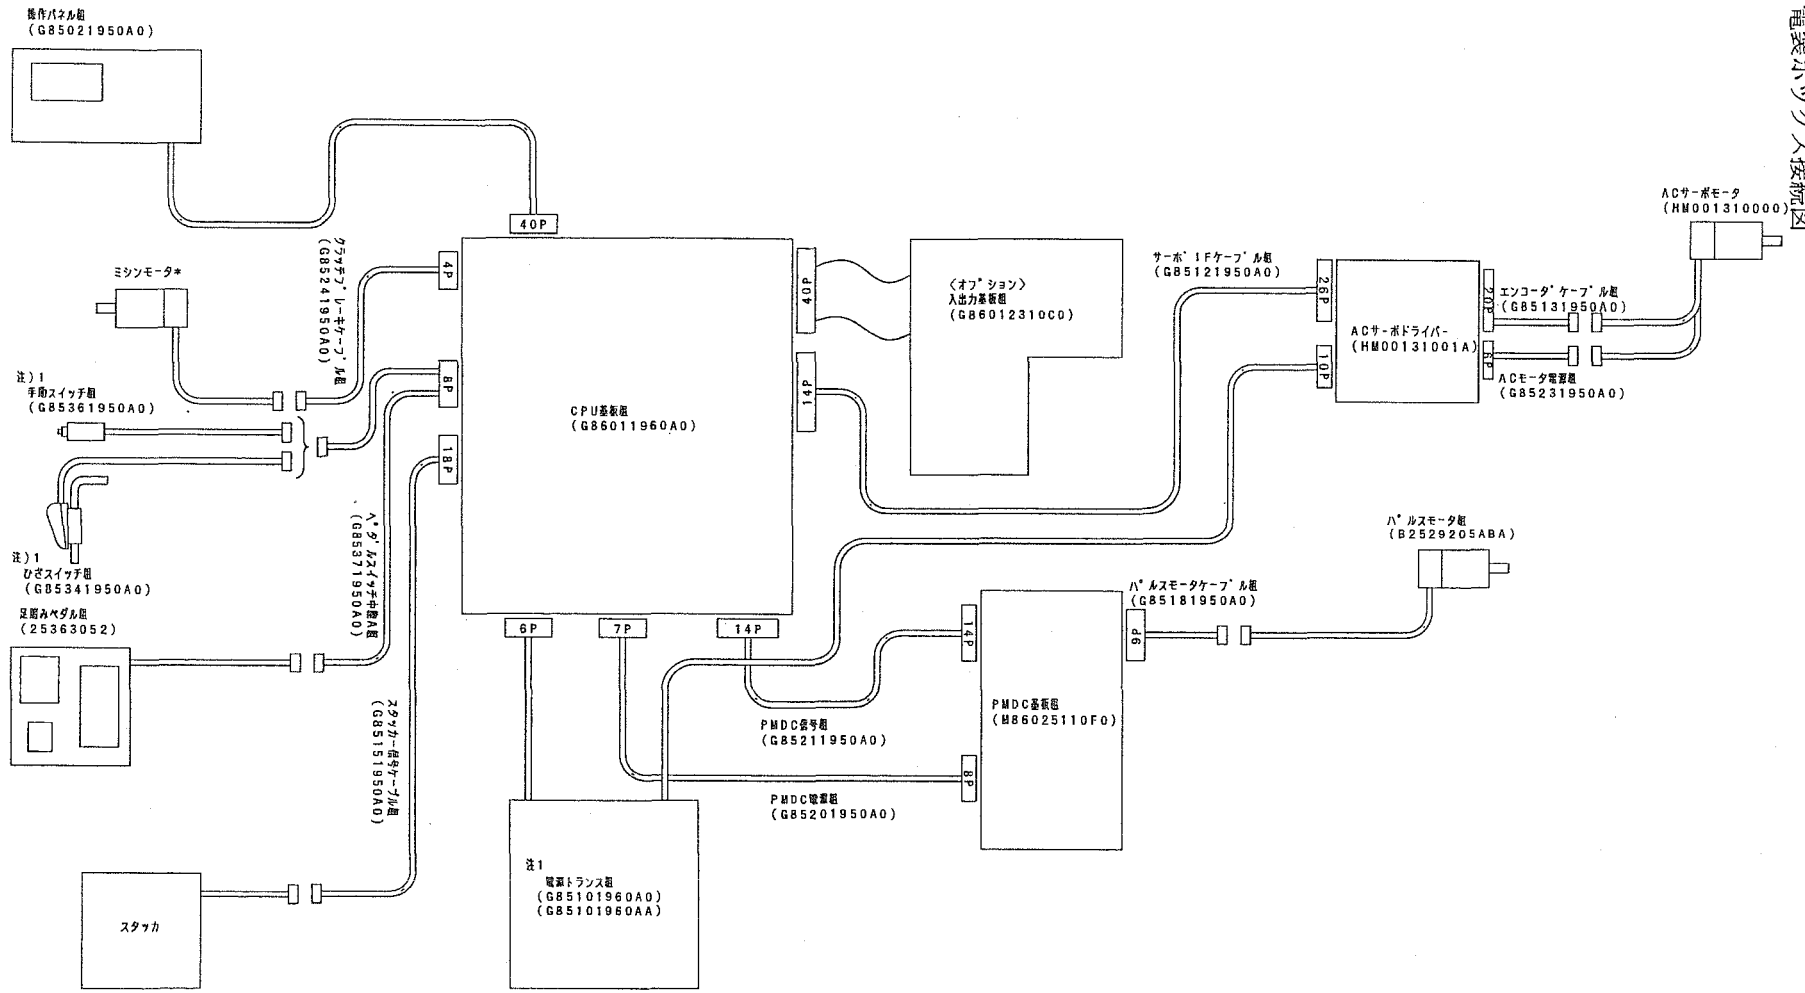 電装ボックス接続図
操作パネル組
(G85021950A0)
40P
ミシンモータ*
クラッチブレーキケーブル組
(G85241950A0)
4P
注)1
手動スイッチ組
(G85361950A0)
8P
18P
注)1
ひざスイッチ組
(G85341950A0)
足踏みペダル組
(25363052)
ペダルスイッチ中継A組
(G85371950A0)
スタッカー信号ケーブル組
(G85151950A0)
スタッカ
CPU基板組
(G86011960A0)
40P
14P
6P
7P
14P
<オプション>
入出力基板組
(G86012310C0)
サーボIFケーブル組
(G85121950A0)
26P
10P
ACサーボドライバー
(HM00131001A)
20P
エンコーダケーブル組
(G85131950A0)
6P
ACモータ電源組
(G85231950A0)
ACサーボモータ
(HM001310000)
パルスモータ組
(B2529205ABA)
パルスモータケーブル組
(G85181950A0)
14P
8P
9P
PMDC基板組
(M86025110F0)
PMDC信号組
(G85211950A0)
PMDC電源組
(G85201950A0)
注1
電源トランス組
(G85101960A0)
(G85101960AA)